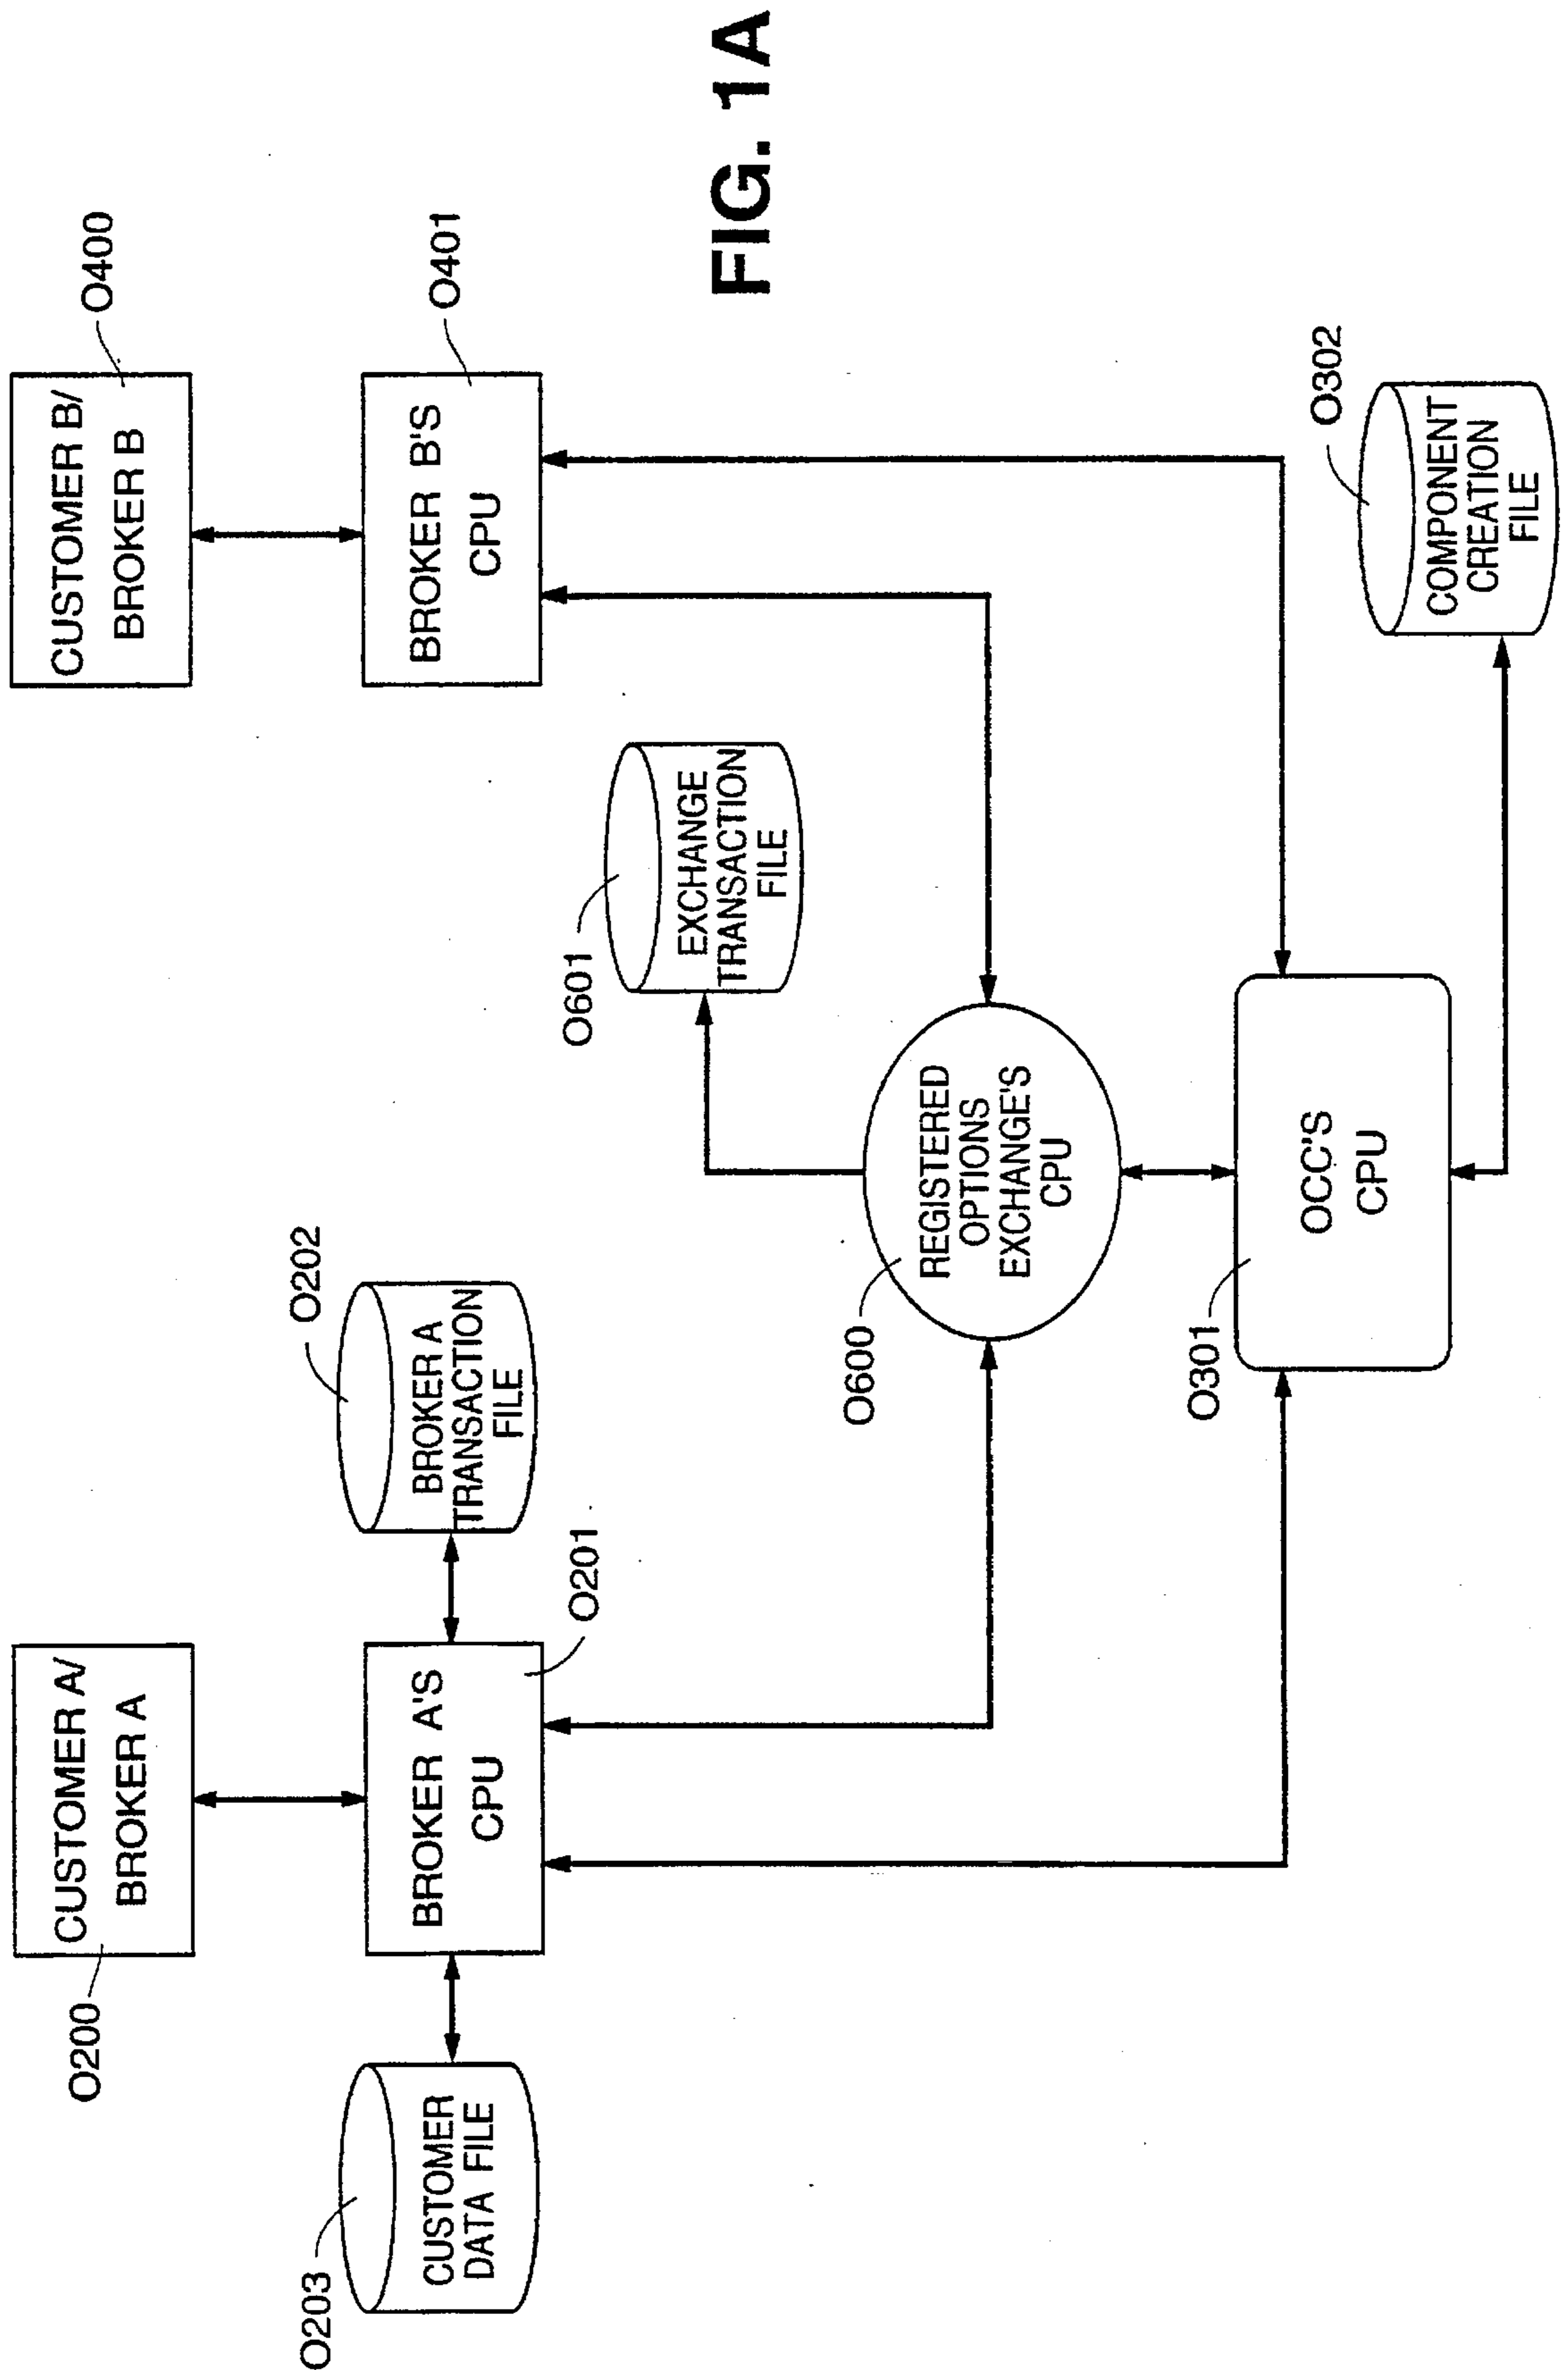 CUSTOMER A/
BROKER A
O200
CUSTOMER B/
BROKER B
O400
O203
CUSTOMER
DATA FILE
BROKER A'S
CPU
O201
O202
BROKER A
TRANSACTION
FILE
BROKER B'S
CPU
O401
O601
EXCHANGE
TRANSACTION
FILE
O600
REGISTERED
OPTIONS
EXCHANGE'S
CPU
O301
OCC'S
CPU
O302
COMPONENT
CREATION
FILE
FIG. 1A